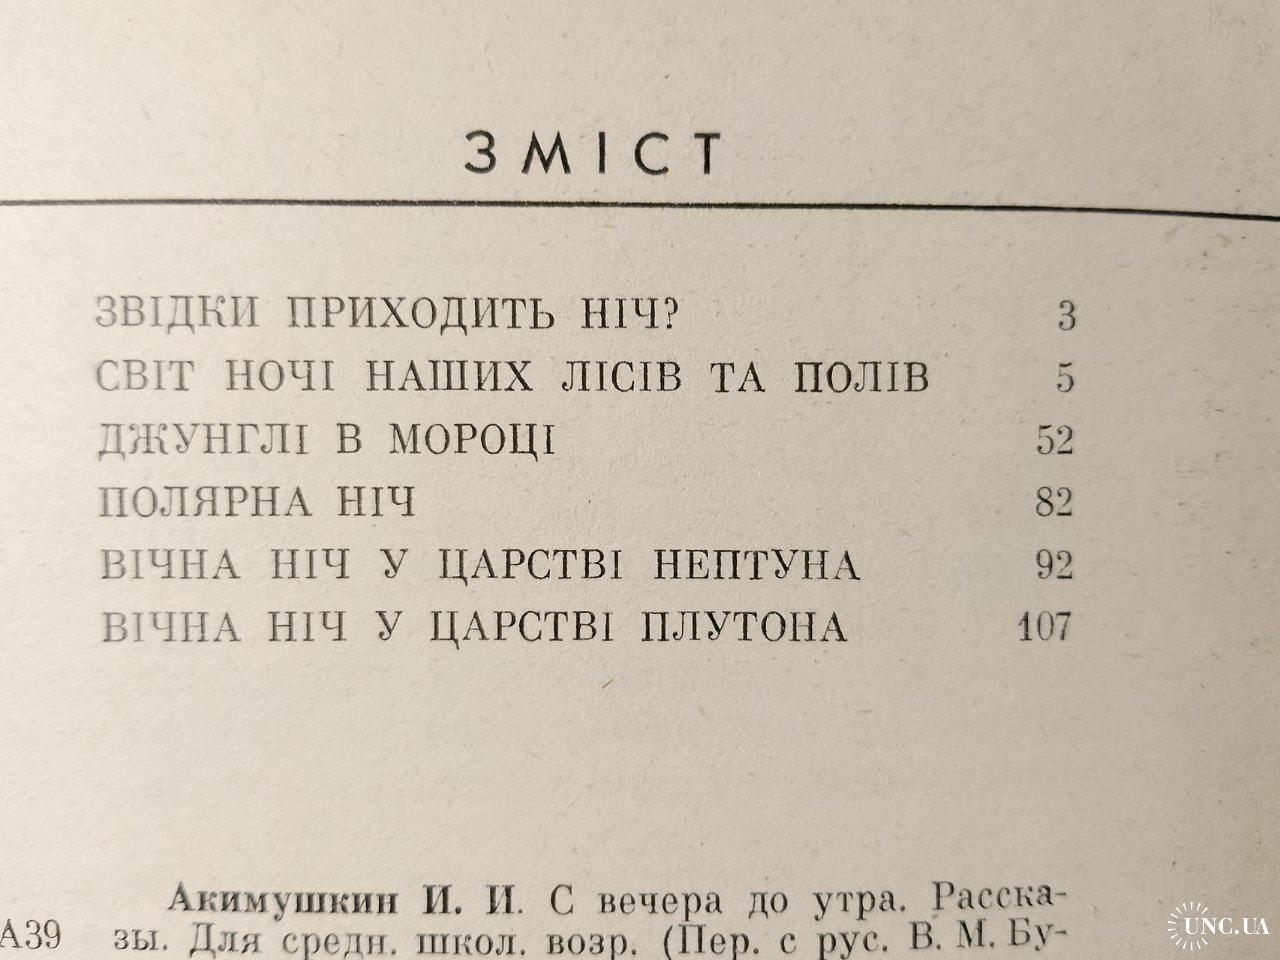 ЗМІСТ
ЗВІДКИ ПРИХОДИТЬ НІЧ? 3
СВІТ НОЧІ НАШИХ ЛІСІВ ТА ПОЛІВ 5
ДЖУНГЛІ В МОРОЦІ 52
ПОЛЯРНА НІЧ 82
ВІЧНА НІЧ У ЦАРСТВІ НЕПТУНА 92
ВІЧНА НІЧ У ЦАРСТВІ ПЛУТОНА 107
Акимушкин И. И. С вечера до утра. Расска-
А39 зы. Для средн. школ. возр. (Пер. с рус. В. М. Бу-
UNC.UA